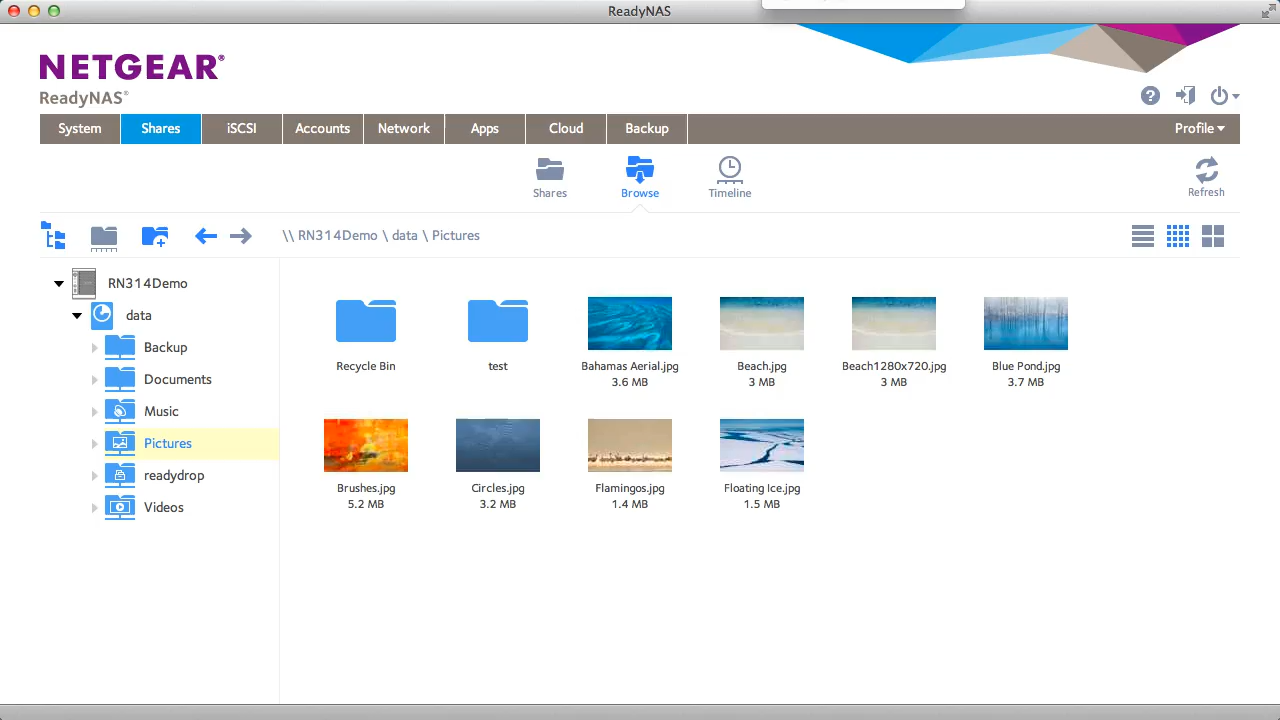 ReadyNAS
NETGEAR®
ReadyNAS®
System Shares iSCSI Accounts Network Apps Cloud Backup Profile
Shares Browse Timeline Refresh
\\ RN314Demo \ data \ Pictures
RN314Demo
data
Backup
Documents
Music
Pictures
readydrop
Videos
Recycle Bin test Bahamas Aerial.jpg Beach.jpg Beach1280x720.jpg Blue Pond.jpg
3.6 MB 3 MB 3 MB 3.7 MB
Brushes.jpg Circles.jpg Flamingos.jpg Floating Ice.jpg
5.2 MB 3.2 MB 1.4 MB 1.5 MB